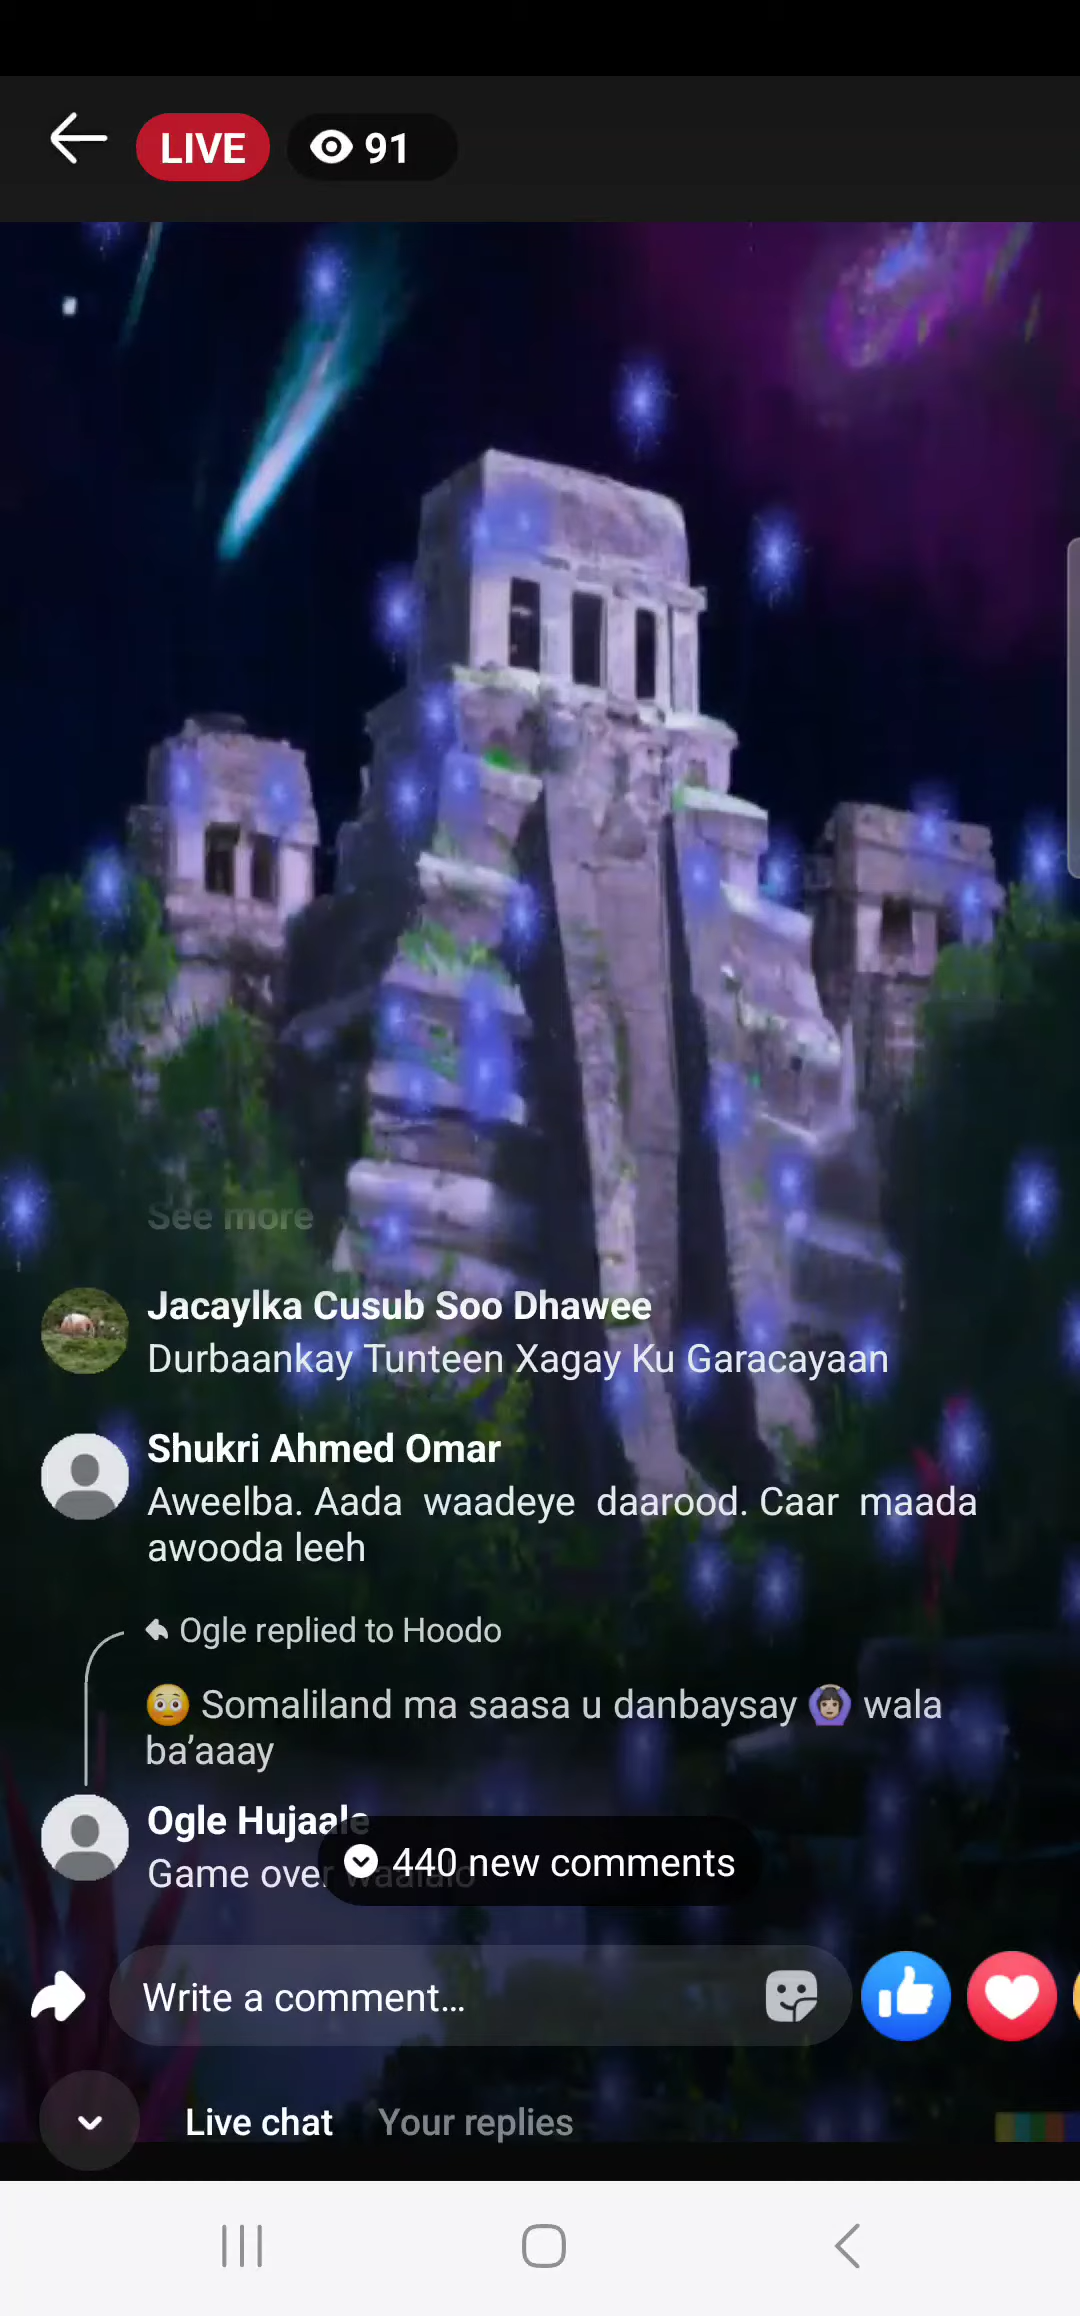 LIVE
91
See more
Jacaylka Cusub Soo Dhawee
Durbaankay Tunteen Xagay Ku Garacayaan
Shukri Ahmed Omar
Aweelba. Aada waadeye daarood. Caar maada
awooda leeh
Ogle replied to Hoodo
😳 Somaliland ma saasa u danbaysay 🙆🏻‍♀️ wala
ba’aaay
Ogle Hujaale
Game over waalalo
440 new comments
Write a comment...
Live chat
Your replies